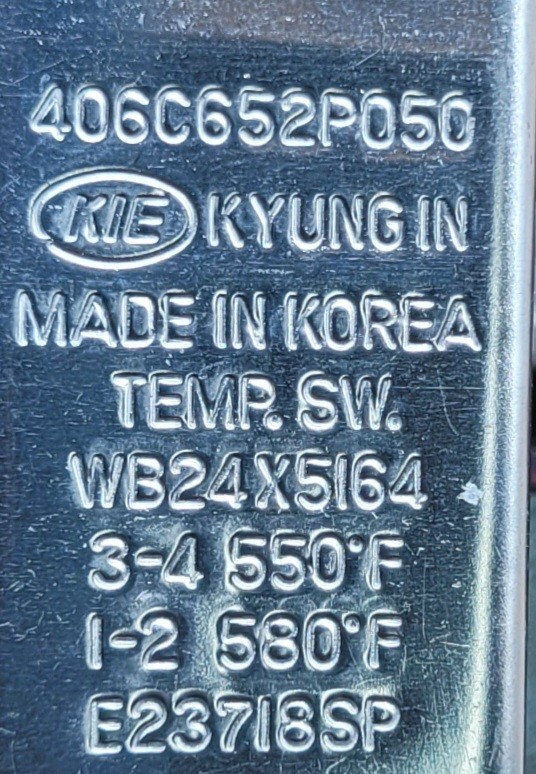 406C652P050
KIE KYUNG IN
MADE IN KOREA
TEMP. SW.
WB24X5164
3-4 550°F
1-2 580°F
E23718SP